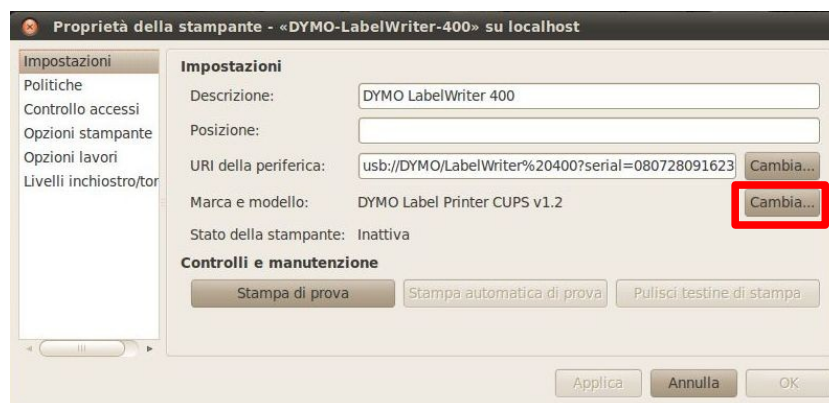 Proprietà della stampante - «DYMO-LabelWriter-400» su localhost
Impostazioni
Politiche
Controllo accessi
Opzioni stampante
Opzioni lavori
Livelli inchiostro/tor
Impostazioni
Descrizione: DYMO LabelWriter 400
Posizione:
URI della periferica: usb://DYMO/LabelWriter%20400?serial=080728091623 Cambia...
Marca e modello: DYMO Label Printer CUPS v1.2 Cambia...
Stato della stampante: Inattiva
Controlli e manutenzione
Stampa di prova Stampa automatica di prova Pulisci testine di stampa
Applica Annulla OK